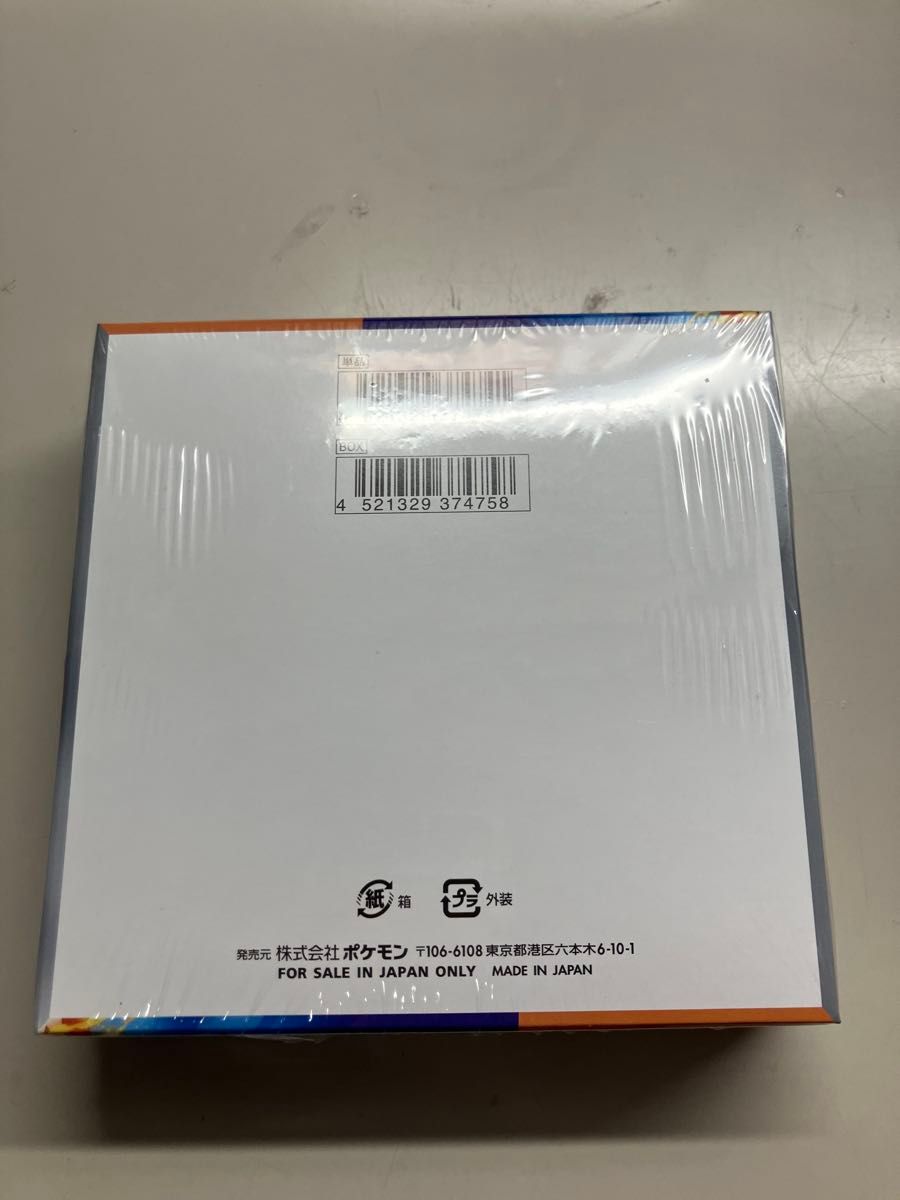 単品
BOX
4 521329 374758
紙 箱 プラ 外装
発売元 株式会社 ポケモン 〒106-6108 東京都港区六本木6-10-1
FOR SALE IN JAPAN ONLY MADE IN JAPAN